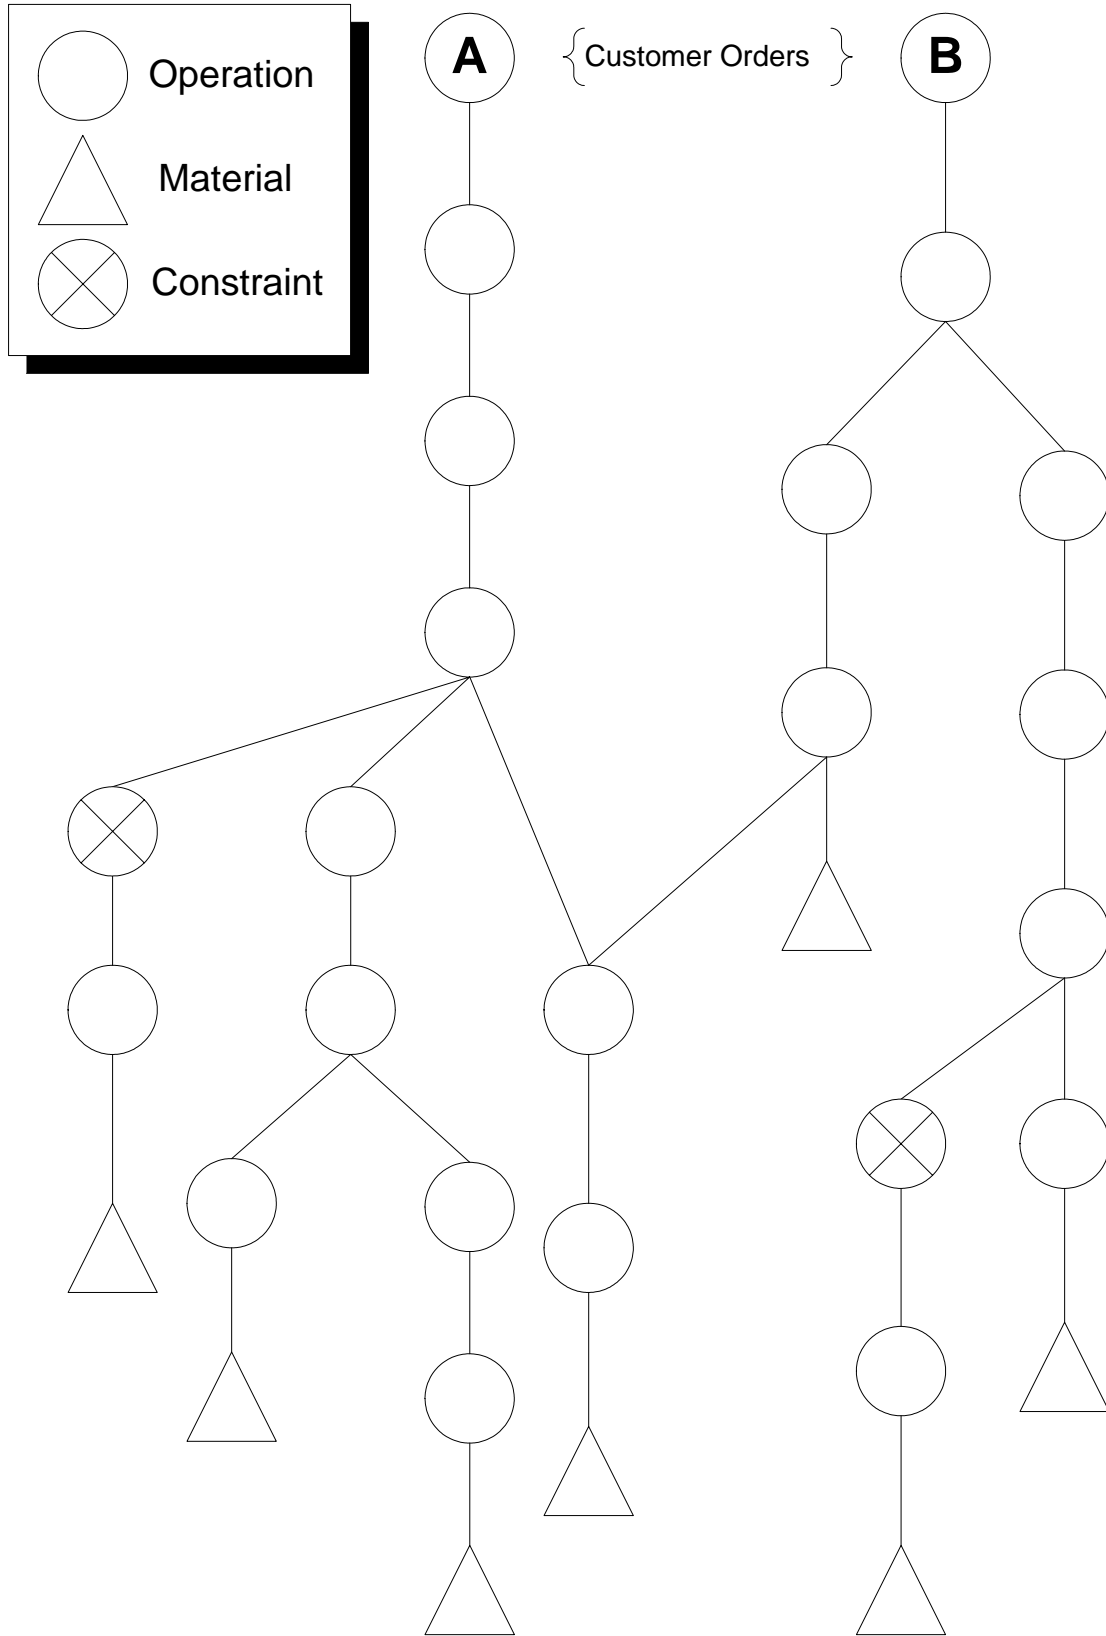 Operation
Material
Constraint
A { Customer Orders } B